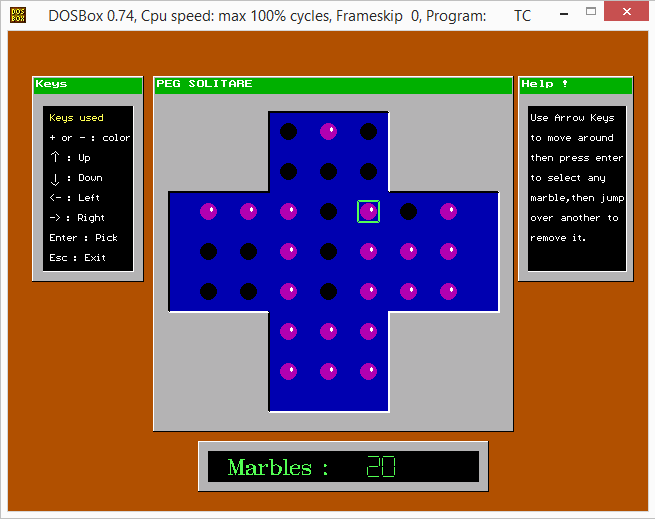 DOS
BOX
DOSBox 0.74, Cpu speed: max 100% cycles, Frameskip 0, Program: TC
Keys
Keys used
+ or - : color
↑ : Up
↓ : Down
<- : Left
-> : Right
Enter : Pick
Esc : Exit
PEG SOLITARE
Help !
Use Arrow Keys
to move around
then press enter
to select any
marble,then jump
over another to
remove it.
Marbles : 20